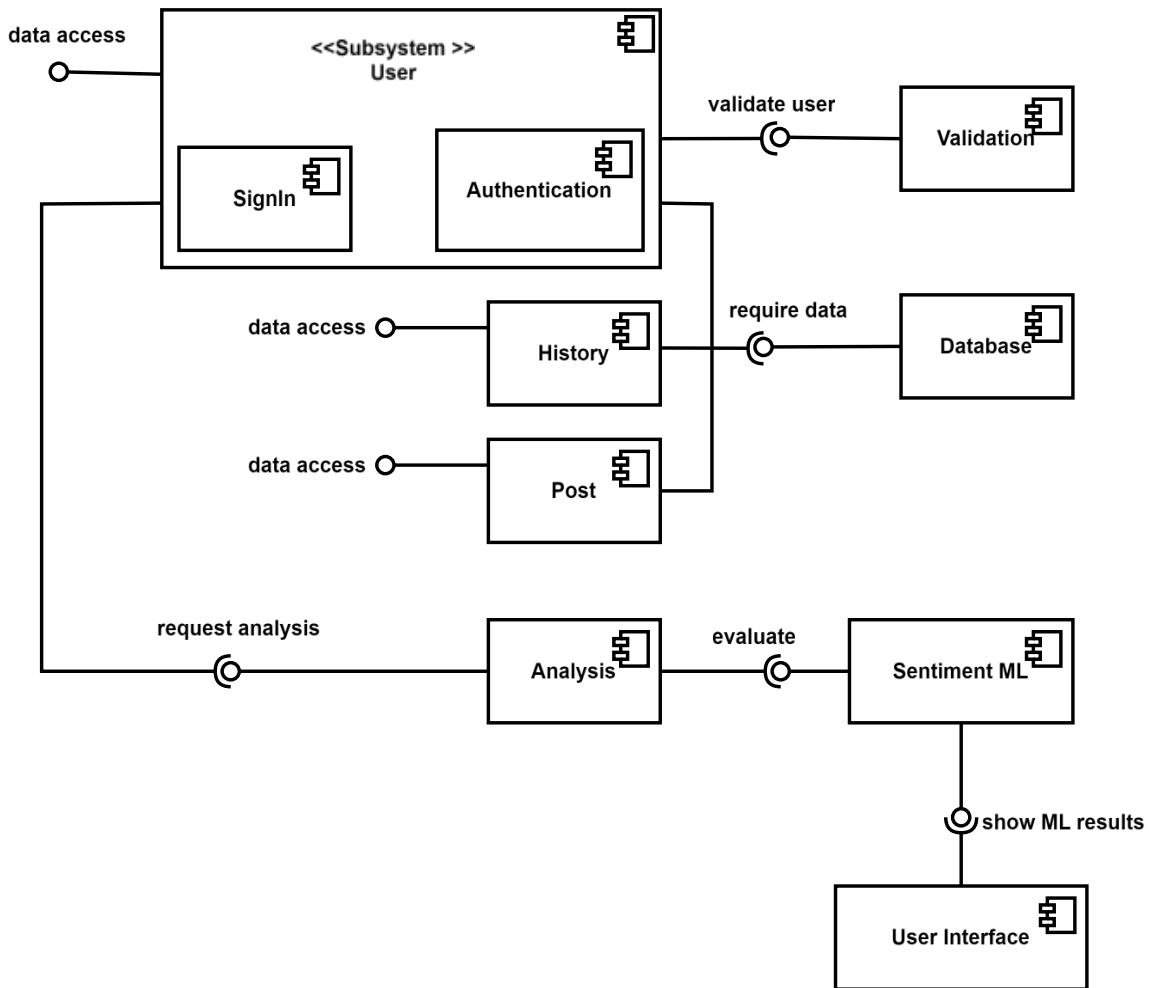 data access
<<Subsystem >>
User
validate user
Validation
SignIn
Authentication
data access
History
require data
Database
data access
Post
request analysis
Analysis
evaluate
Sentiment ML
show ML results
User Interface